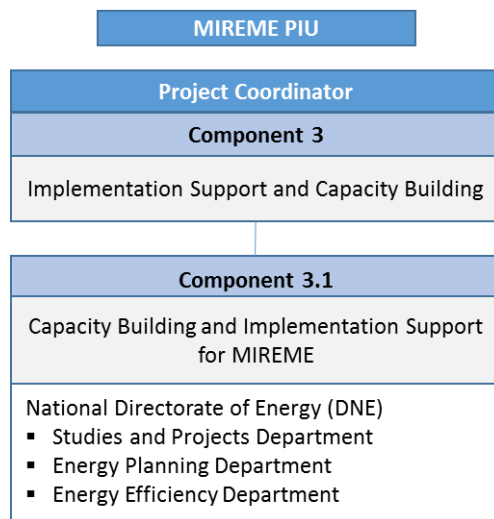 MIREME PIU
Project Coordinator
Component 3
Implementation Support and Capacity Building
Component 3.1
Capacity Building and Implementation Support
for MIREME
National Directorate of Energy (DNE)
▪ Studies and Projects Department
▪ Energy Planning Department
▪ Energy Efficiency Department